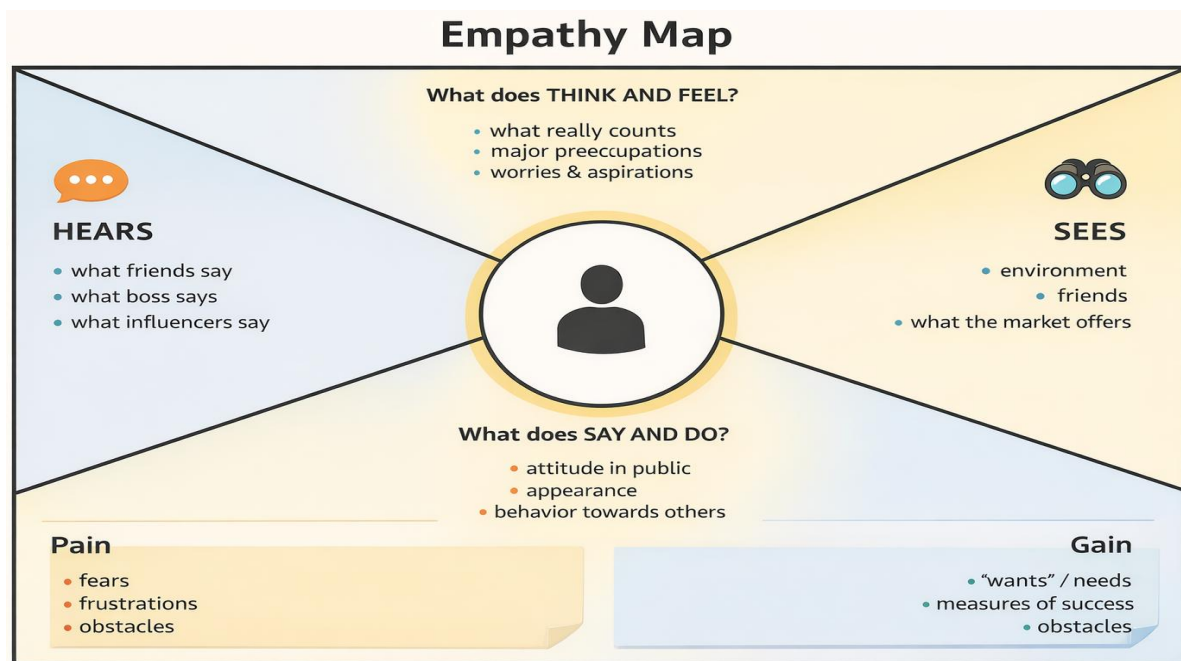 Empathy Map
What does THINK AND FEEL?
• what really counts
• major preeccupations
• worries & aspirations
HEARS
• what friends say
• what boss says
• what influencers say
SEES
• environment
• friends
• what the market offers
What does SAY AND DO?
• attitude in public
• appearance
• behavior towards others
Pain
• fears
• frustrations
• obstacles
Gain
• “wants” / needs
• measures of success
• obstacles